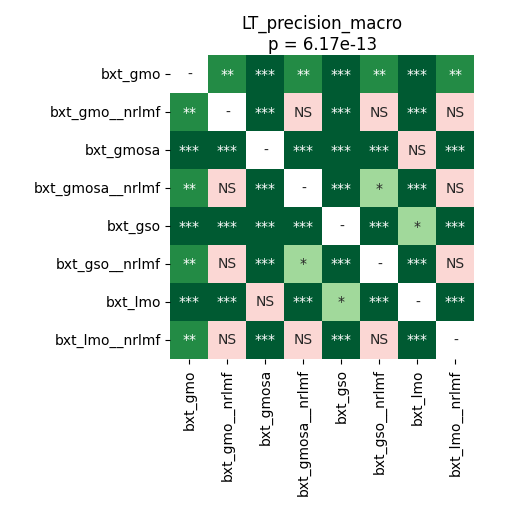 LT_precision_macro
p = 6.17e-13
bxt_gmo - ** *** ** *** ** *** **
bxt_gmo__nrlmf ** - *** NS *** NS *** NS
bxt_gmosa *** *** - *** *** *** NS ***
bxt_gmosa__nrlmf ** NS *** - *** * *** NS
bxt_gso *** *** *** *** - *** * ***
bxt_gso__nrlmf ** NS *** * *** - *** NS
bxt_lmo *** *** NS *** * *** - ***
bxt_lmo__nrlmf ** NS *** NS *** NS *** -
bxt_gmo
bxt_gmo__nrlmf
bxt_gmosa
bxt_gmosa__nrlmf
bxt_gso
bxt_gso__nrlmf
bxt_lmo
bxt_lmo__nrlmf